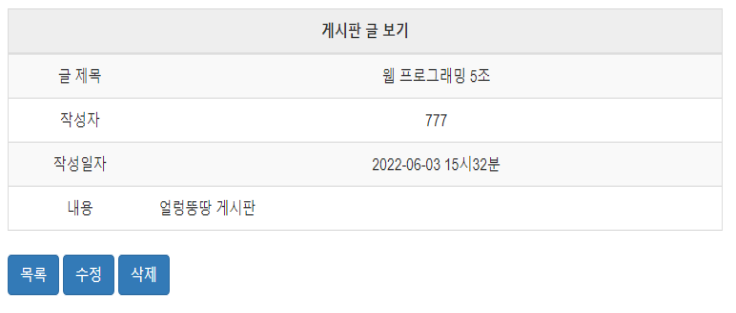 게시판 글 보기
글 제목 웹 프로그래밍 5조
작성자 777
작성일자 2022-06-03 15시32분
내용 얼렁뚱땅 게시판
목록 수정 삭제